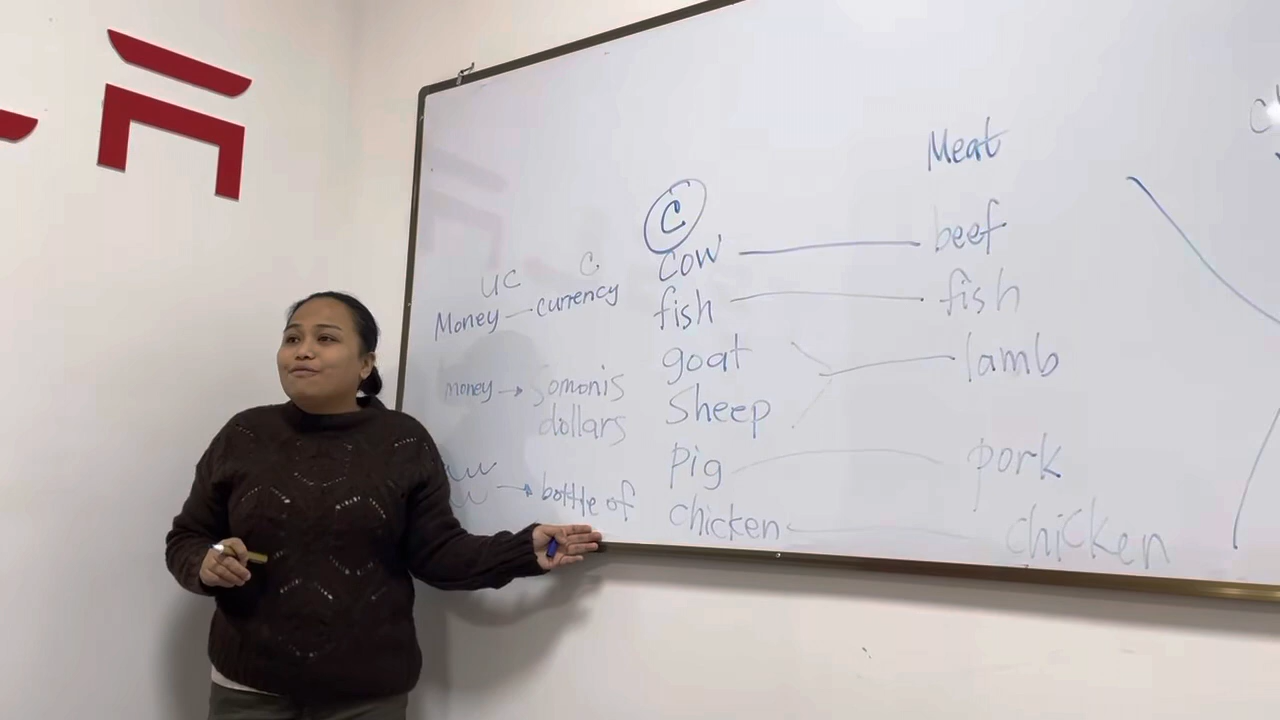 Meat
C
cow — beef
fish — fish
goat
lamb
sheep
pig — pork
chicken — chicken
UC C
Money — currency
money → Somonis
dollars
→ bottle of